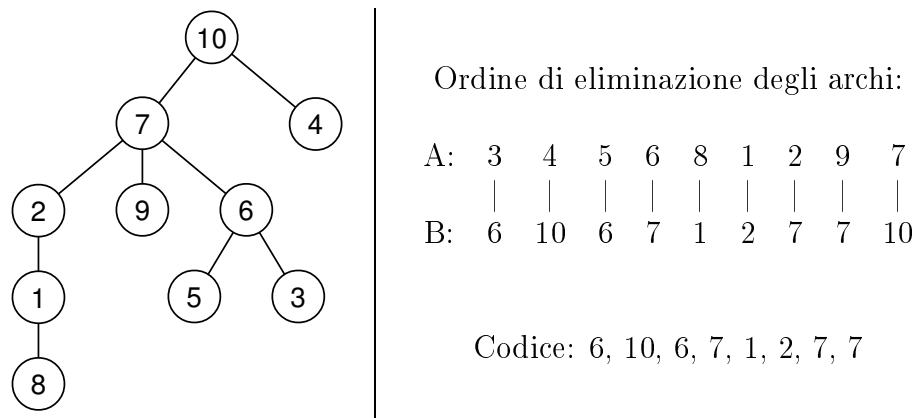 10
7
4
2
9
6
1
5
3
8
Ordine di eliminazione degli archi:
A: 3 4 5 6 8 1 2 9 7
B: 6 10 6 7 1 2 7 7 10
Codice: 6, 10, 6, 7, 1, 2, 7, 7